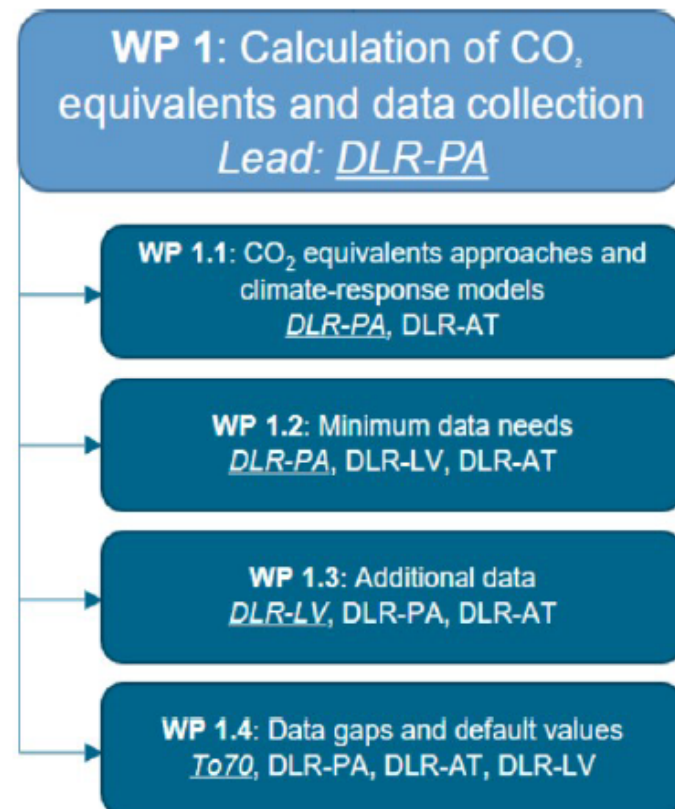 WP 1: Calculation of CO₂
equivalents and data collection
Lead: DLR-PA
WP 1.1: CO₂ equivalents approaches and
climate-response models
DLR-PA, DLR-AT
WP 1.2: Minimum data needs
DLR-PA, DLR-LV, DLR-AT
WP 1.3: Additional data
DLR-LV, DLR-PA, DLR-AT
WP 1.4: Data gaps and default values
To70, DLR-PA, DLR-AT, DLR-LV